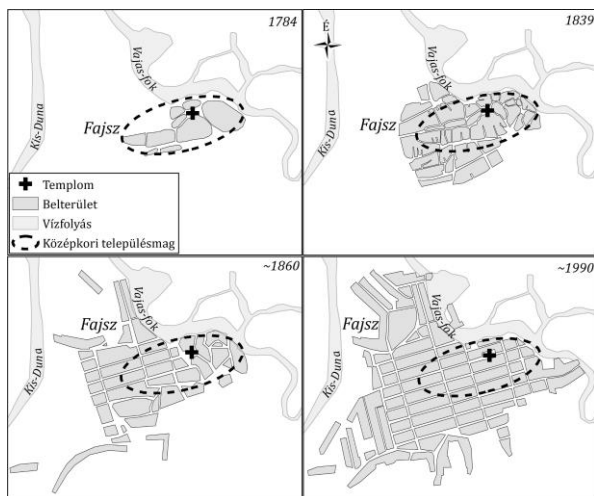 1784
Vajas-fok
Fajsz
Kis-Duna
Templom
Belterület
Vízfolyás
Középkori településmag
1839
É
Vajas-fok
Fajsz
Kis-Duna
~1860
Vajas-fok
Fajsz
Kis-Duna
~1990
Vajas-fok
Fajsz
Kis-Duna